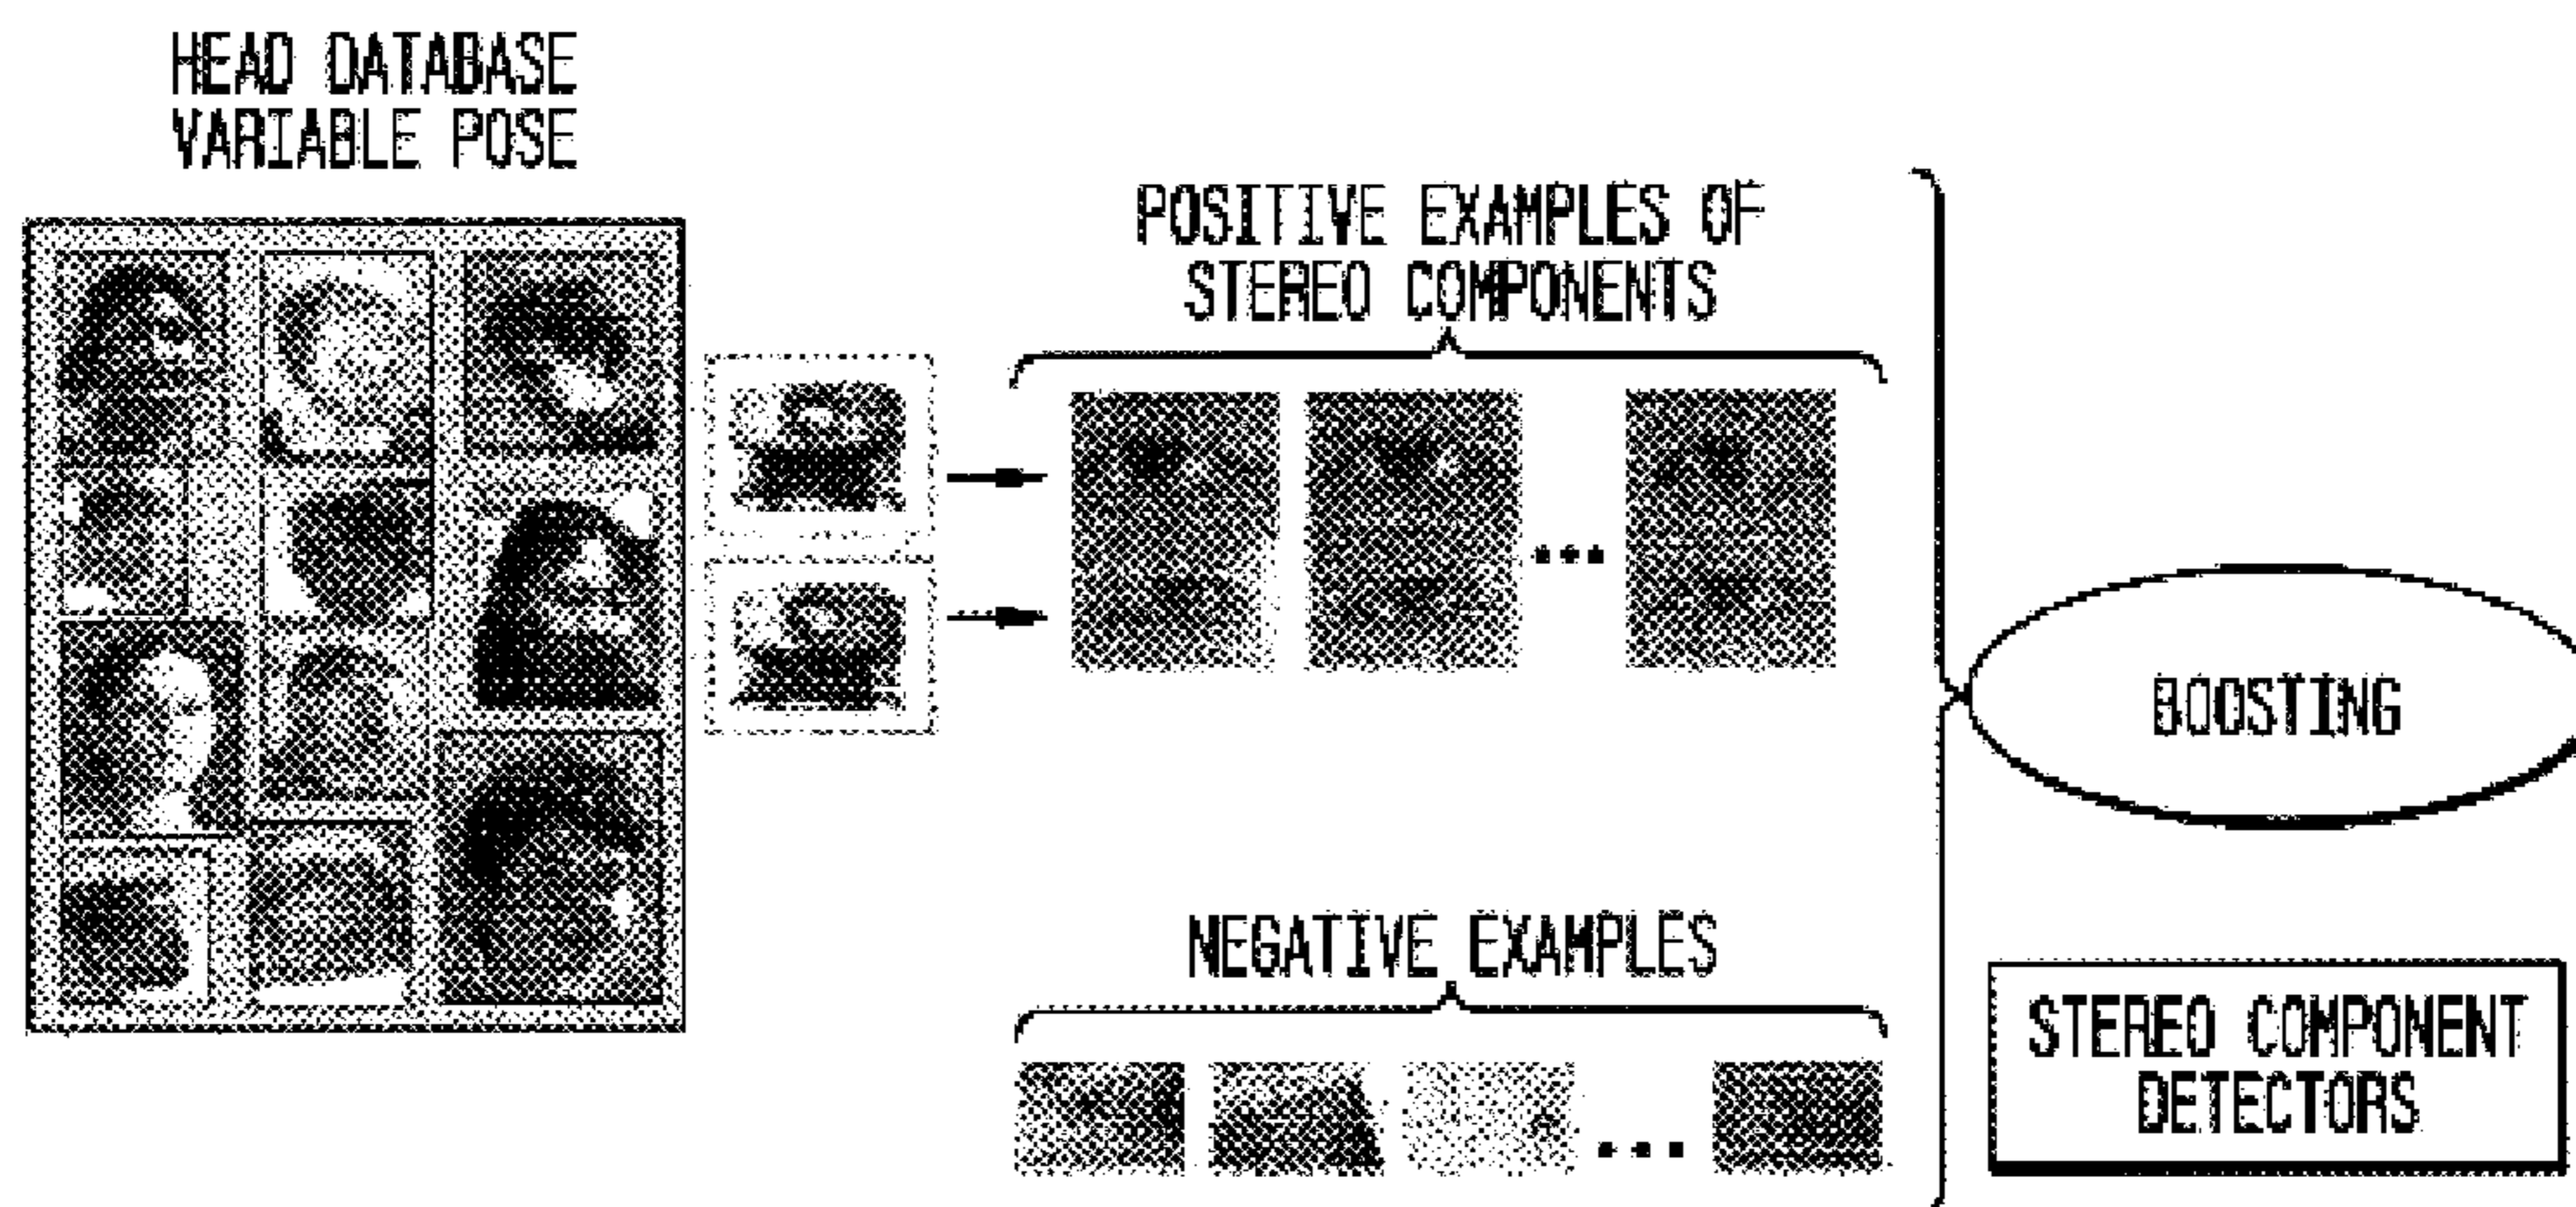 HEAD DATABASE
VARIABLE POSE
POSITIVE EXAMPLES OF
STEREO COMPONENTS
BOOSTING
NEGATIVE EXAMPLES
STEREO COMPONENT
DETECTORS